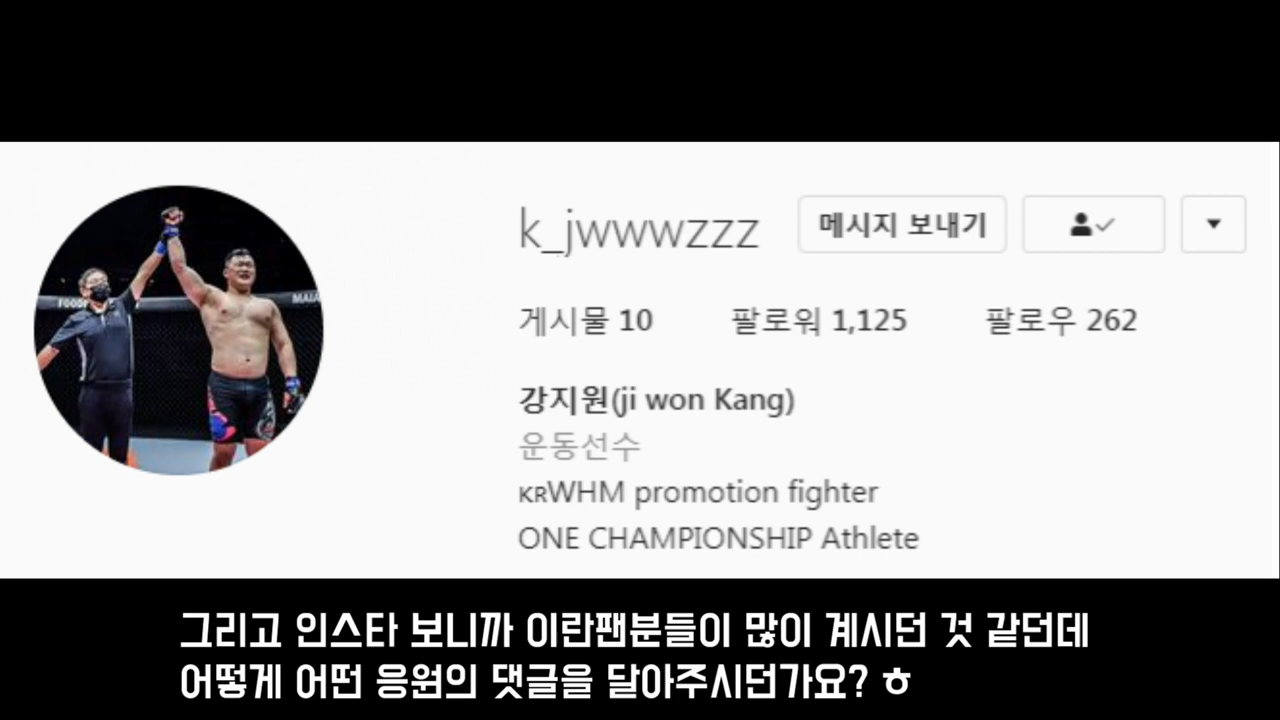 k_jwwwzzz
메시지 보내기
게시물 10 팔로워 1,125 팔로우 262
강지원(ji won Kang)
운동선수
ᴋʀWHM promotion fighter
ONE CHAMPIONSHIP Athlete
그리고 인스타 보니까 이란팬분들이 많이 계시던 것 같던데
어떻게 어떤 응원의 댓글을 달아주시던가요? ㅎ